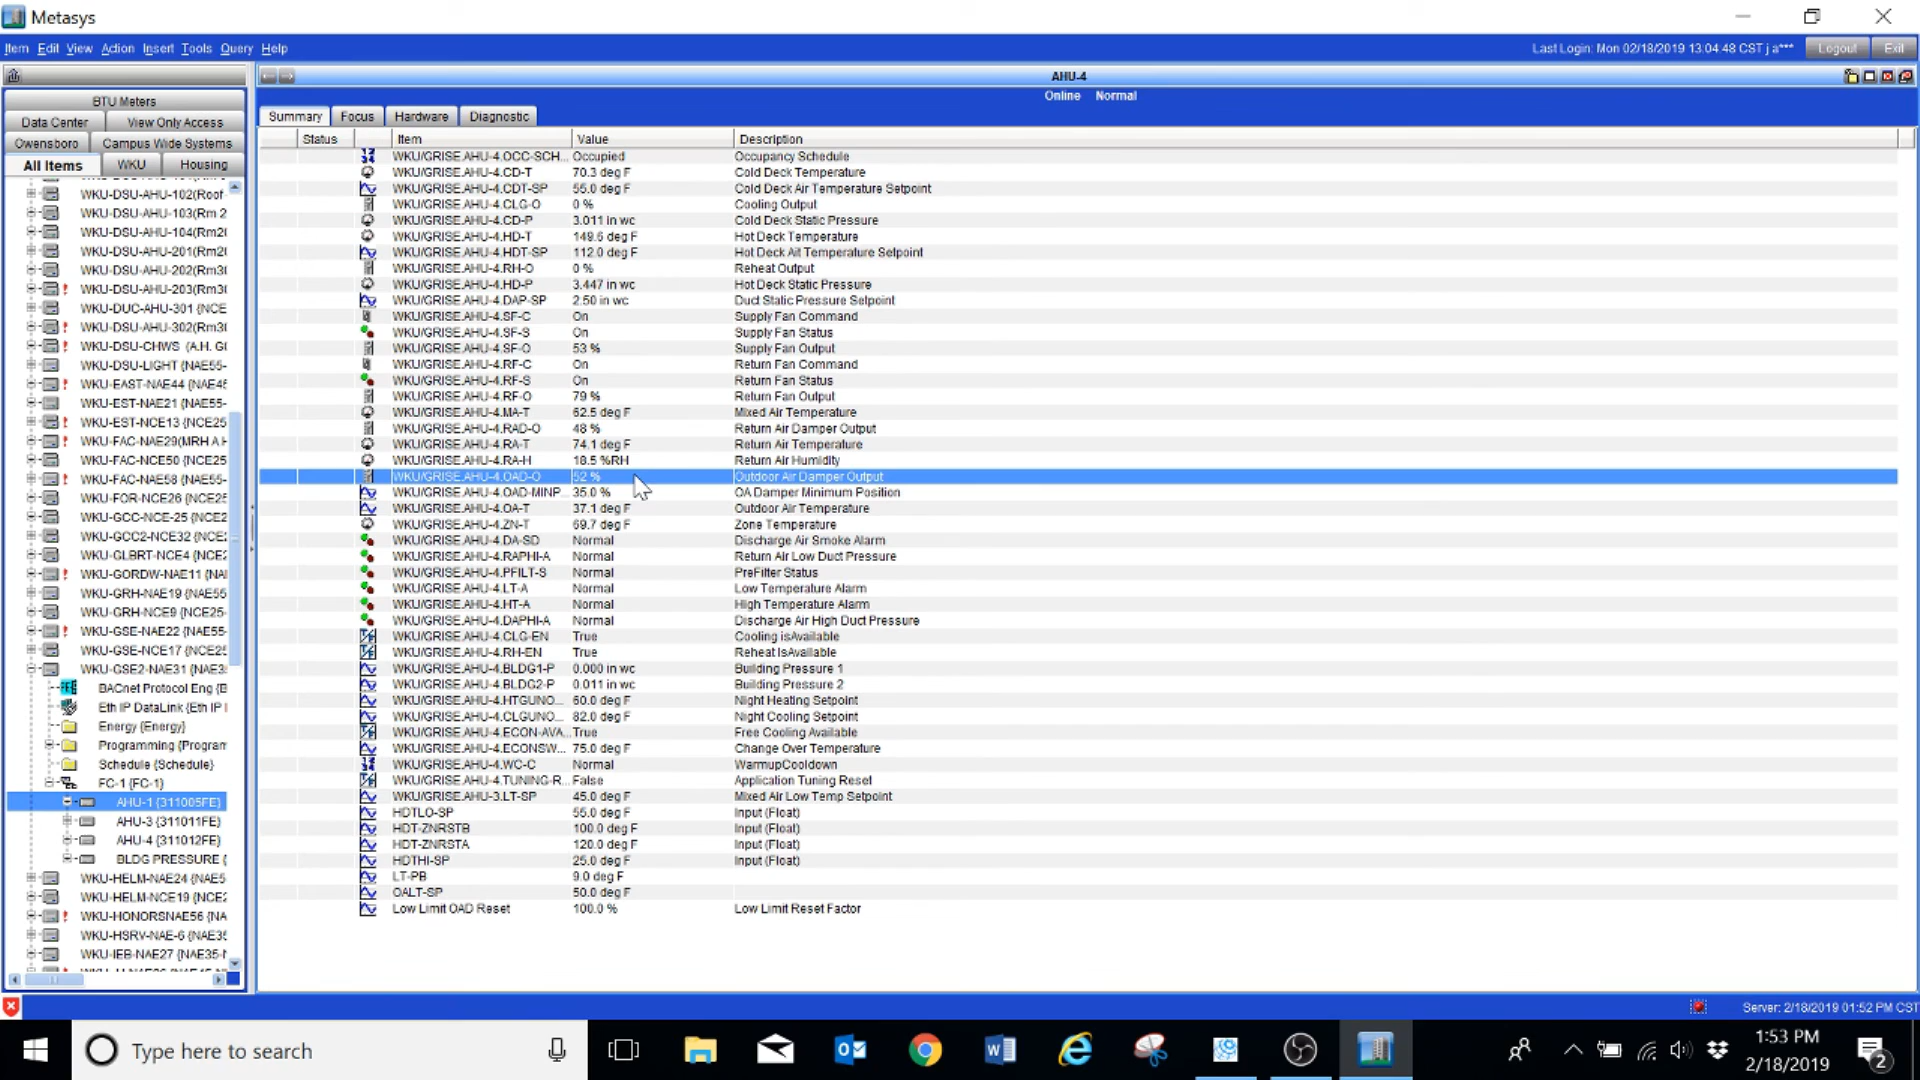 Metasys
Item Edit View Action Insert Tools Query Help
Last Login: Mon 02/18/2019 13:04:48 CST j a***
Logout Exit
BTU Meters
Data Center View Only Access
Owensboro Campus Wide Systems
All Items WKU Housing
WKU-DSU-AHU-102(Roof
WKU-DSU-AHU-103(Rm 2
WKU-DSU-AHU-104(Rm20
WKU-DSU-AHU-201(Rm20
WKU-DSU-AHU-202(Rm30
WKU-DSU-AHU-203(Rm30
WKU-DUC-AHU-301 {NCE
WKU-DSU-AHU-302(Rm30
WKU-DSU-CHWS (A.H. G(
WKU-DSU-LIGHT {NAE55-
WKU-EAST-NAE44 {NAE45
WKU-EST-NAE21 {NAE55-
WKU-EST-NCE13 {NCE25
WKU-FAC-NAE29(MRH A H
WKU-FAC-NCE50 {NCE25
WKU-FAC-NAE58 {NAE55-
WKU-FOR-NCE26 {NCE25
WKU-GCC-NCE-25 {NCE2
WKU-GCC2-NCE32 {NCE2
WKU-GLBRT-NCE4 {NCE2
WKU-GORDW-NAE11 {NAI
WKU-GRH-NAE19 {NAE55
WKU-GRH-NCE9 {NCE25-
WKU-GSE-NAE22 {NAE55-
WKU-GSE-NCE17 {NCE25
WKU-GSE2-NAE31 {NAE3
BACnet Protocol Eng {B
Eth IP DataLink {Eth IP I
Energy {Energy}
Programming {Program
Schedule {Schedule}
FC-1 {FC-1}
AHU-1 {311005FE}
AHU-3 {311011FE}
AHU-4 {311012FE}
BLDG PRESSURE {
WKU-HELM-NAE24 {NAE5
WKU-HELM-NCE19 {NCE2
WKU-HONORSNAE56 {NA
WKU-HSRV-NAE-6 {NAE35
WKU-IEB-NAE27 {NAE35-
AHU-4
Online Normal
Summary Focus Hardware Diagnostic
Status Item Value Description
WKU/GRISE.AHU-4.OCC-SCH... Occupied Occupancy Schedule
WKU/GRISE.AHU-4.CD-T 70.3 deg F Cold Deck Temperature
WKU/GRISE.AHU-4.CDT-SP 55.0 deg F Cold Deck Air Temperature Setpoint
WKU/GRISE.AHU-4.CLG-O 0 % Cooling Output
WKU/GRISE.AHU-4.CD-P 3.011 in wc Cold Deck Static Pressure
WKU/GRISE.AHU-4.HD-T 149.6 deg F Hot Deck Temperature
WKU/GRISE.AHU-4.HDT-SP 112.0 deg F Hot Deck Ait Temperature Setpoint
WKU/GRISE.AHU-4.RH-O 0 % Reheat Output
WKU/GRISE.AHU-4.HD-P 3.447 in wc Hot Deck Static Pressure
WKU/GRISE.AHU-4.DAP-SP 2.50 in wc Duct Static Pressure Setpoint
WKU/GRISE.AHU-4.SF-C On Supply Fan Command
WKU/GRISE.AHU-4.SF-S On Supply Fan Status
WKU/GRISE.AHU-4.SF-O 53 % Supply Fan Output
WKU/GRISE.AHU-4.RF-C On Return Fan Command
WKU/GRISE.AHU-4.RF-S On Return Fan Status
WKU/GRISE.AHU-4.RF-O 79 % Return Fan Output
WKU/GRISE.AHU-4.MA-T 62.5 deg F Mixed Air Temperature
WKU/GRISE.AHU-4.RAD-O 48 % Return Air Damper Output
WKU/GRISE.AHU-4.RA-T 74.1 deg F Return Air Temperature
WKU/GRISE.AHU-4.RA-H 18.5 %RH Return Air Humidity
WKU/GRISE.AHU-4.OAD-O 52 % Outdoor Air Damper Output
WKU/GRISE.AHU-4.OAD-MINP... 35.0 % OA Damper Minimum Position
WKU/GRISE.AHU-4.OA-T 37.1 deg F Outdoor Air Temperature
WKU/GRISE.AHU-4.ZN-T 69.7 deg F Zone Temperature
WKU/GRISE.AHU-4.DA-SD Normal Discharge Air Smoke Alarm
WKU/GRISE.AHU-4.RAPHI-A Normal Return Air Low Duct Pressure
WKU/GRISE.AHU-4.PFILT-S Normal PreFilter Status
WKU/GRISE.AHU-4.LT-A Normal Low Temperature Alarm
WKU/GRISE.AHU-4.HT-A Normal High Temperature Alarm
WKU/GRISE.AHU-4.DAPHI-A Normal Discharge Air High Duct Pressure
WKU/GRISE.AHU-4.CLG-EN True Cooling isAvailable
WKU/GRISE.AHU-4.RH-EN True Reheat IsAvailable
WKU/GRISE.AHU-4.BLDG1-P 0.000 in wc Building Pressure 1
WKU/GRISE.AHU-4.BLDG2-P 0.011 in wc Building Pressure 2
WKU/GRISE.AHU-4.HTGUNO... 60.0 deg F Night Heating Setpoint
WKU/GRISE.AHU-4.CLGUNO... 82.0 deg F Night Cooling Setpoint
WKU/GRISE.AHU-4.ECON-AVA... True Free Cooling Available
WKU/GRISE.AHU-4.ECONSW... 75.0 deg F Change Over Temperature
WKU/GRISE.AHU-4.WC-C Normal WarmupCooldown
WKU/GRISE.AHU-4.TUNING-R... False Application Tuning Reset
WKU/GRISE.AHU-3.LT-SP 45.0 deg F Mixed Air Low Temp Setpoint
HDTLO-SP 55.0 deg F Input (Float)
HDT-ZNRSTB 100.0 deg F Input (Float)
HDT-ZNRSTA 120.0 deg F Input (Float)
HDTHI-SP 25.0 deg F Input (Float)
LT-PB 9.0 deg F
OALT-SP 50.0 deg F
Low Limit OAD Reset 100.0 % Low Limit Reset Factor
Server: 2/18/2019 01:52 PM CST
Type here to search
1:53 PM
2/18/2019
2